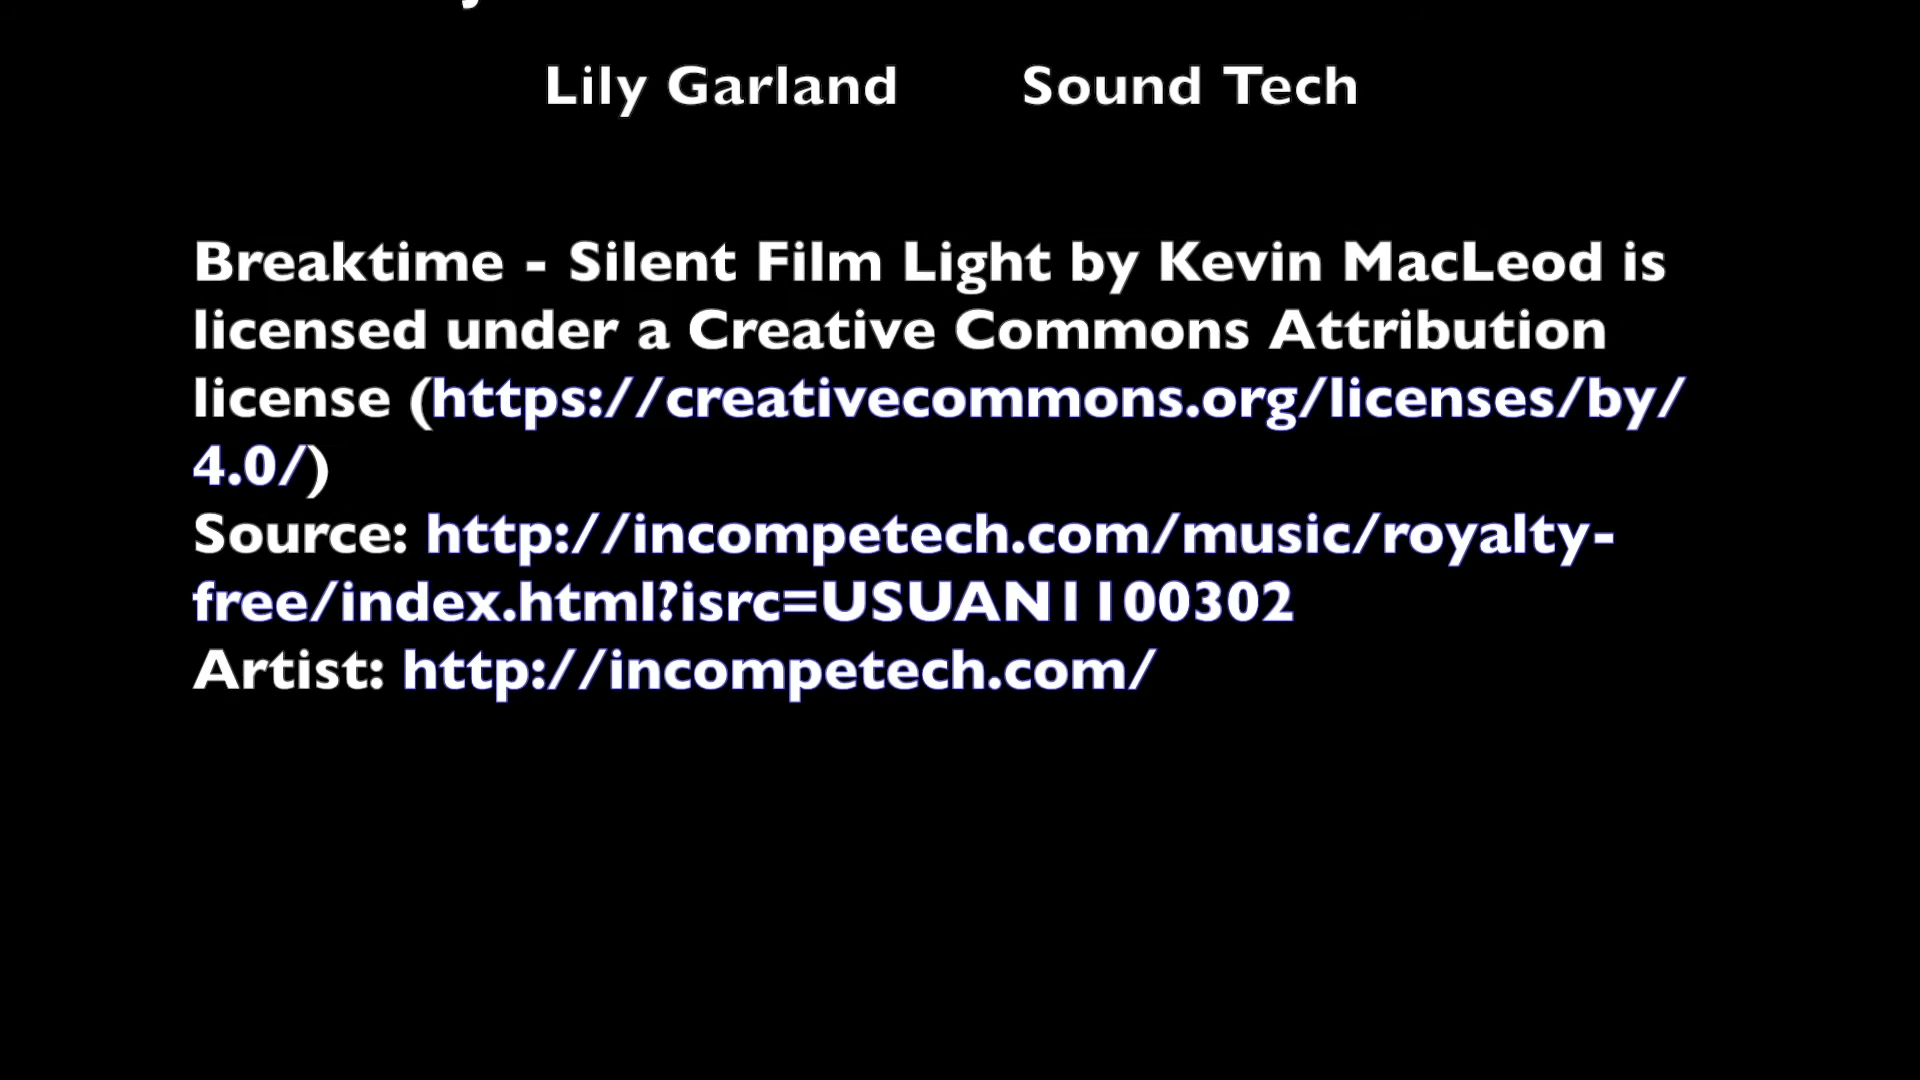 Lily Garland Sound Tech
Breaktime - Silent Film Light by Kevin MacLeod is
licensed under a Creative Commons Attribution
license (https://creativecommons.org/licenses/by/
4.0/)
Source: http://incompetech.com/music/royalty-
free/index.html?isrc=USUAN1100302
Artist: http://incompetech.com/